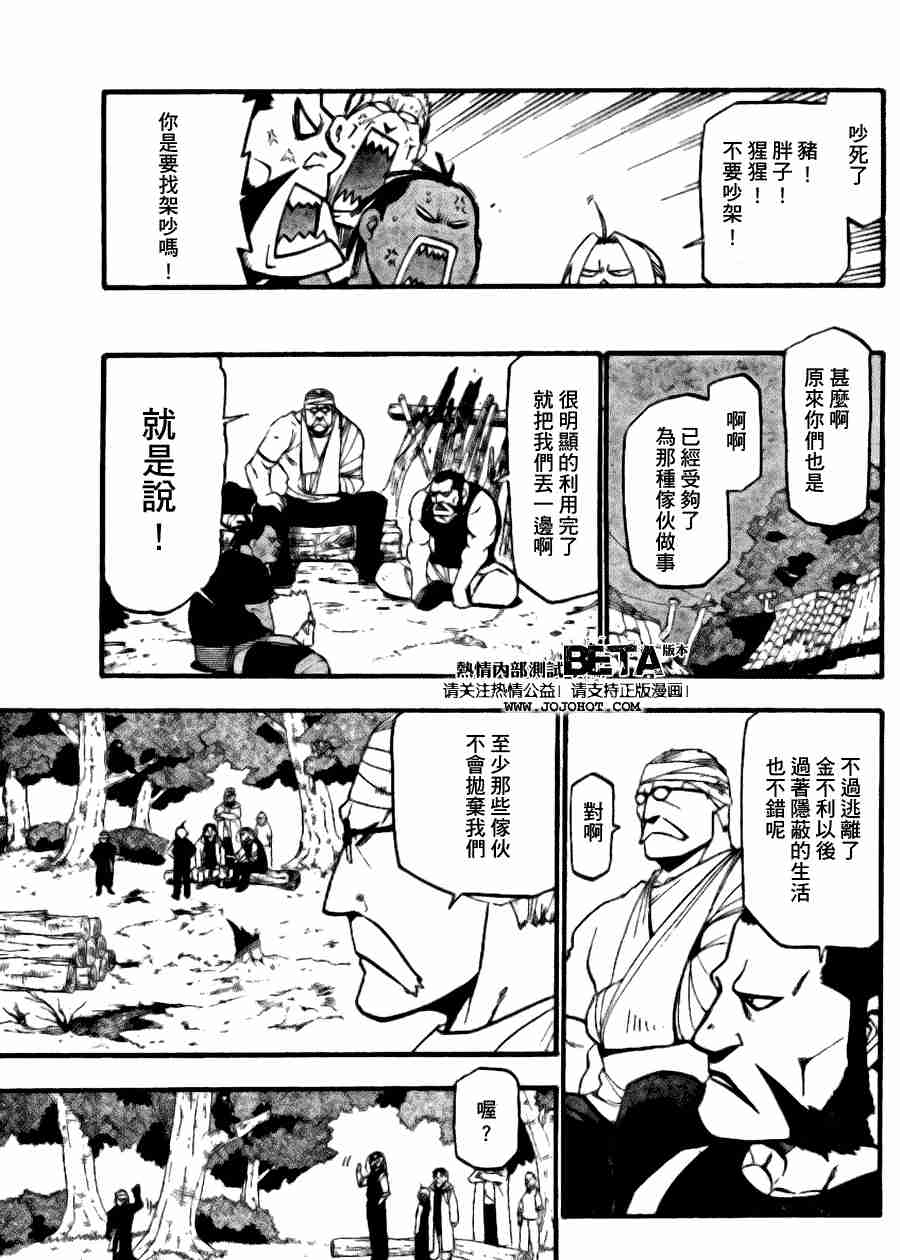 吵死了
豬！
胖子！
猩猩！
不要吵架！
你是要找架吵嗎！
甚麼啊
原來你們也是
啊啊
已經受夠了
為那種傢伙做事
很明顯的利用完了
就把我們丟一邊啊
就是說！
熱情內部測試BETA版本
请关注热情公益| 请支持正版漫画|
WWW.JOJOHOT.COM
不過逃離了
金不利以後
過著隱蔽的生活
也不錯呢
對啊
至少那些傢伙
不會拋棄我們
喔？